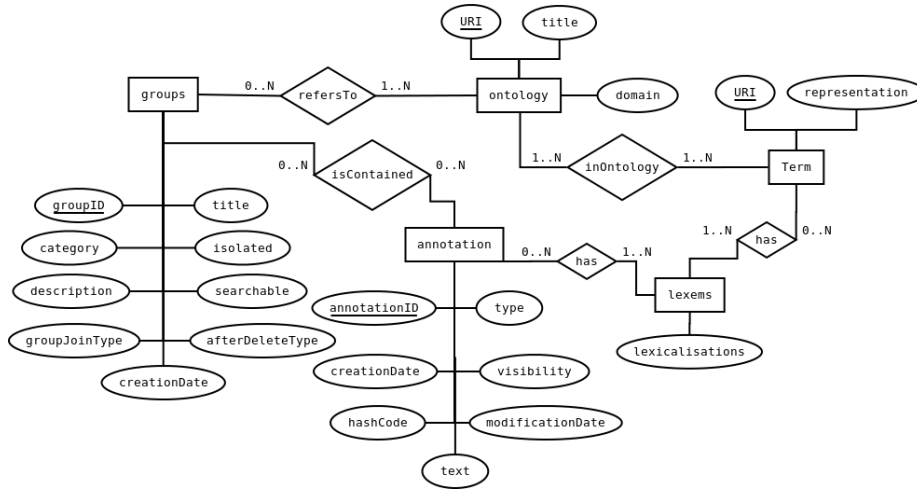 URI
title
groups
0..N
refersTo
1..N
ontology
domain
URI
representation
0..N
isContained
0..N
1..N
inOntology
1..N
Term
groupID
title
category
isolated
description
searchable
groupJoinType
afterDeleteType
creationDate
annotation
0..N
has
1..N
1..N
has
0..N
lexems
lexicalisations
annotationID
type
creationDate
visibility
hashCode
modificationDate
text